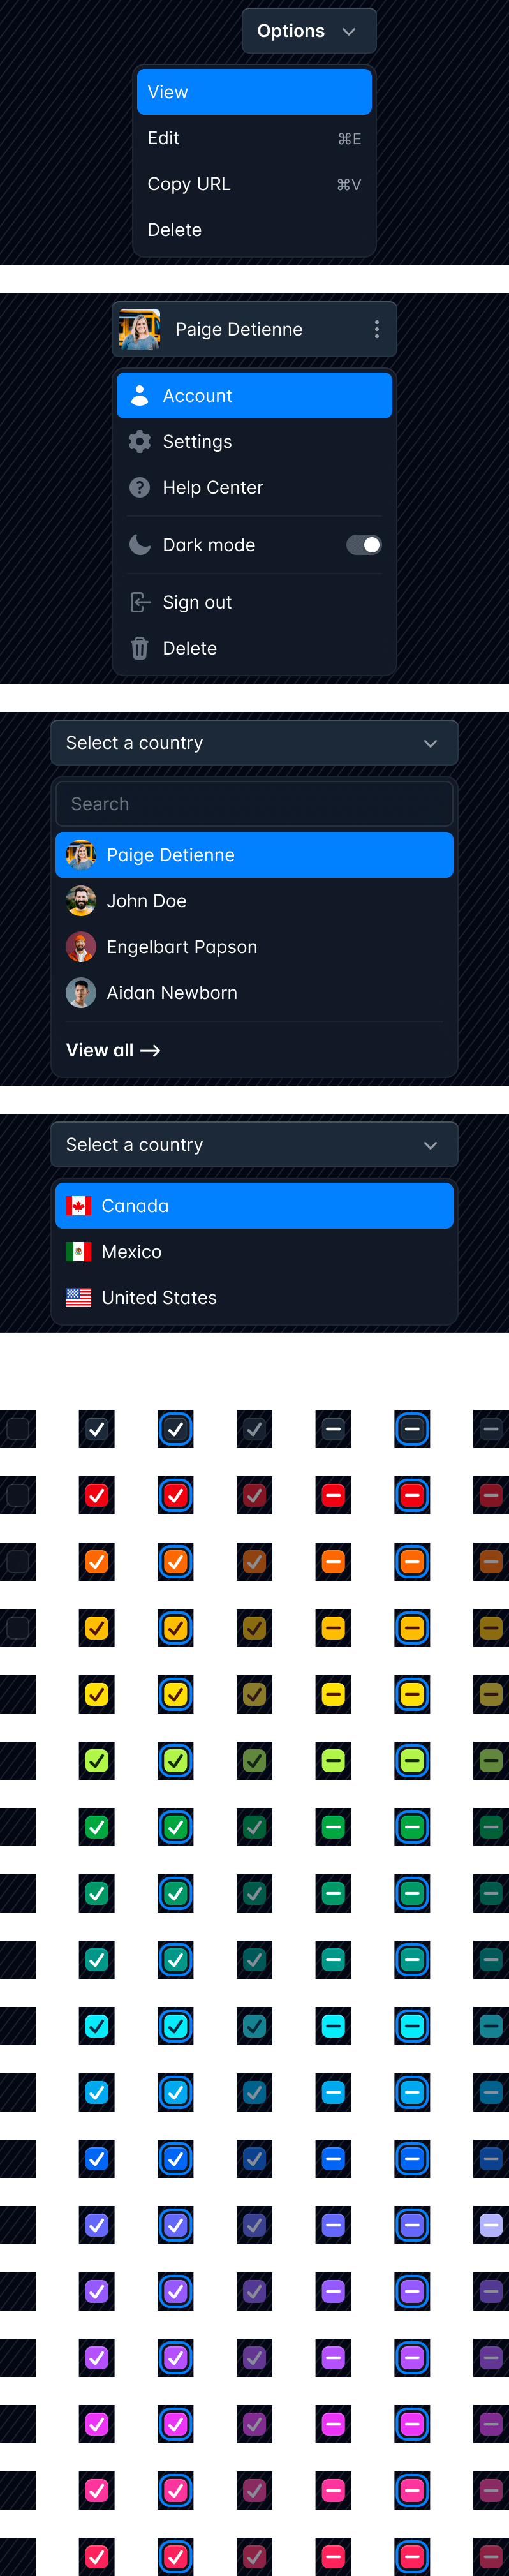 Options
View
Edit ⌘E
Copy URL ⌘V
Delete
Paige Detienne
Account
Settings
Help Center
Dark mode
Sign out
Delete
Select a country
Search
Paige Detienne
John Doe
Engelbart Papson
Aidan Newborn
View all →
Select a country
Canada
Mexico
United States